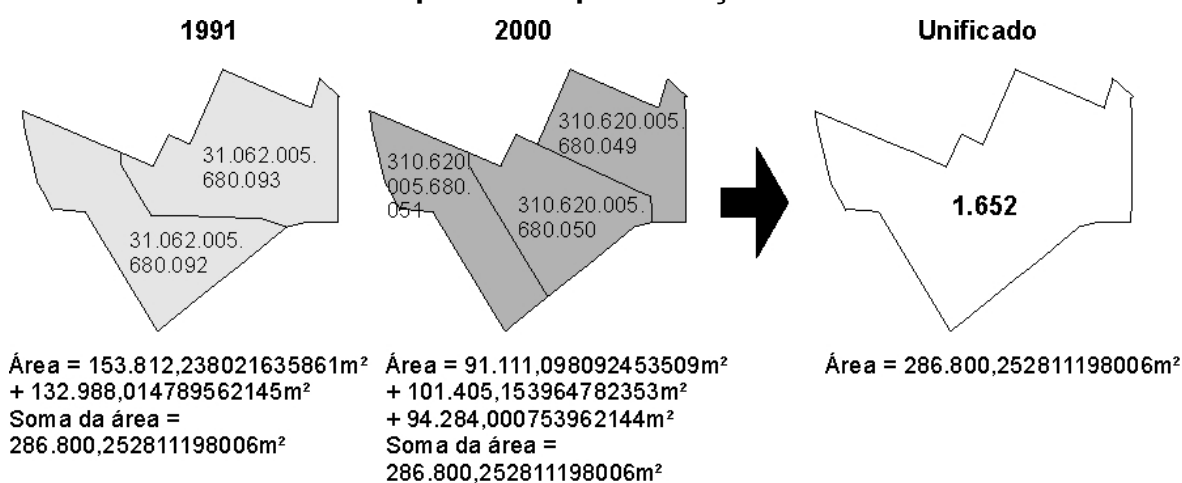 1991
2000
Unificado
31.062.005.
680.093
31.062.005.
680.092
310.620.005.
680.049
310.620
005.680.
051
310.620.005.
680.050
1.652
Área = 153.812,238021635861m²
+ 132.988,014789562145m²
Soma da área =
286.800,252811198006m²
Área = 91.111,098092453509m²
+ 101.405,153964782353m²
+ 94.284,000753962144m²
Soma da área =
286.800,252811198006m²
Área = 286.800,252811198006m²